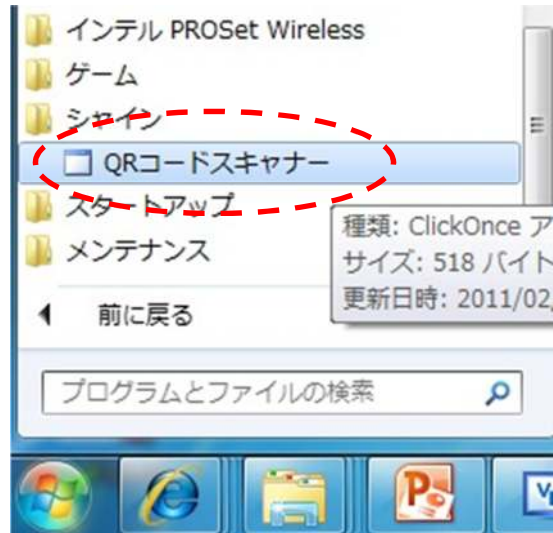 インテル PROSet Wireless
ゲーム
シャイン
QRコードスキャナー
スタートアップ
メンテナンス
種類: ClickOnce ア
サイズ: 518 バイト
更新日時: 2011/02
前に戻る
プログラムとファイルの検索